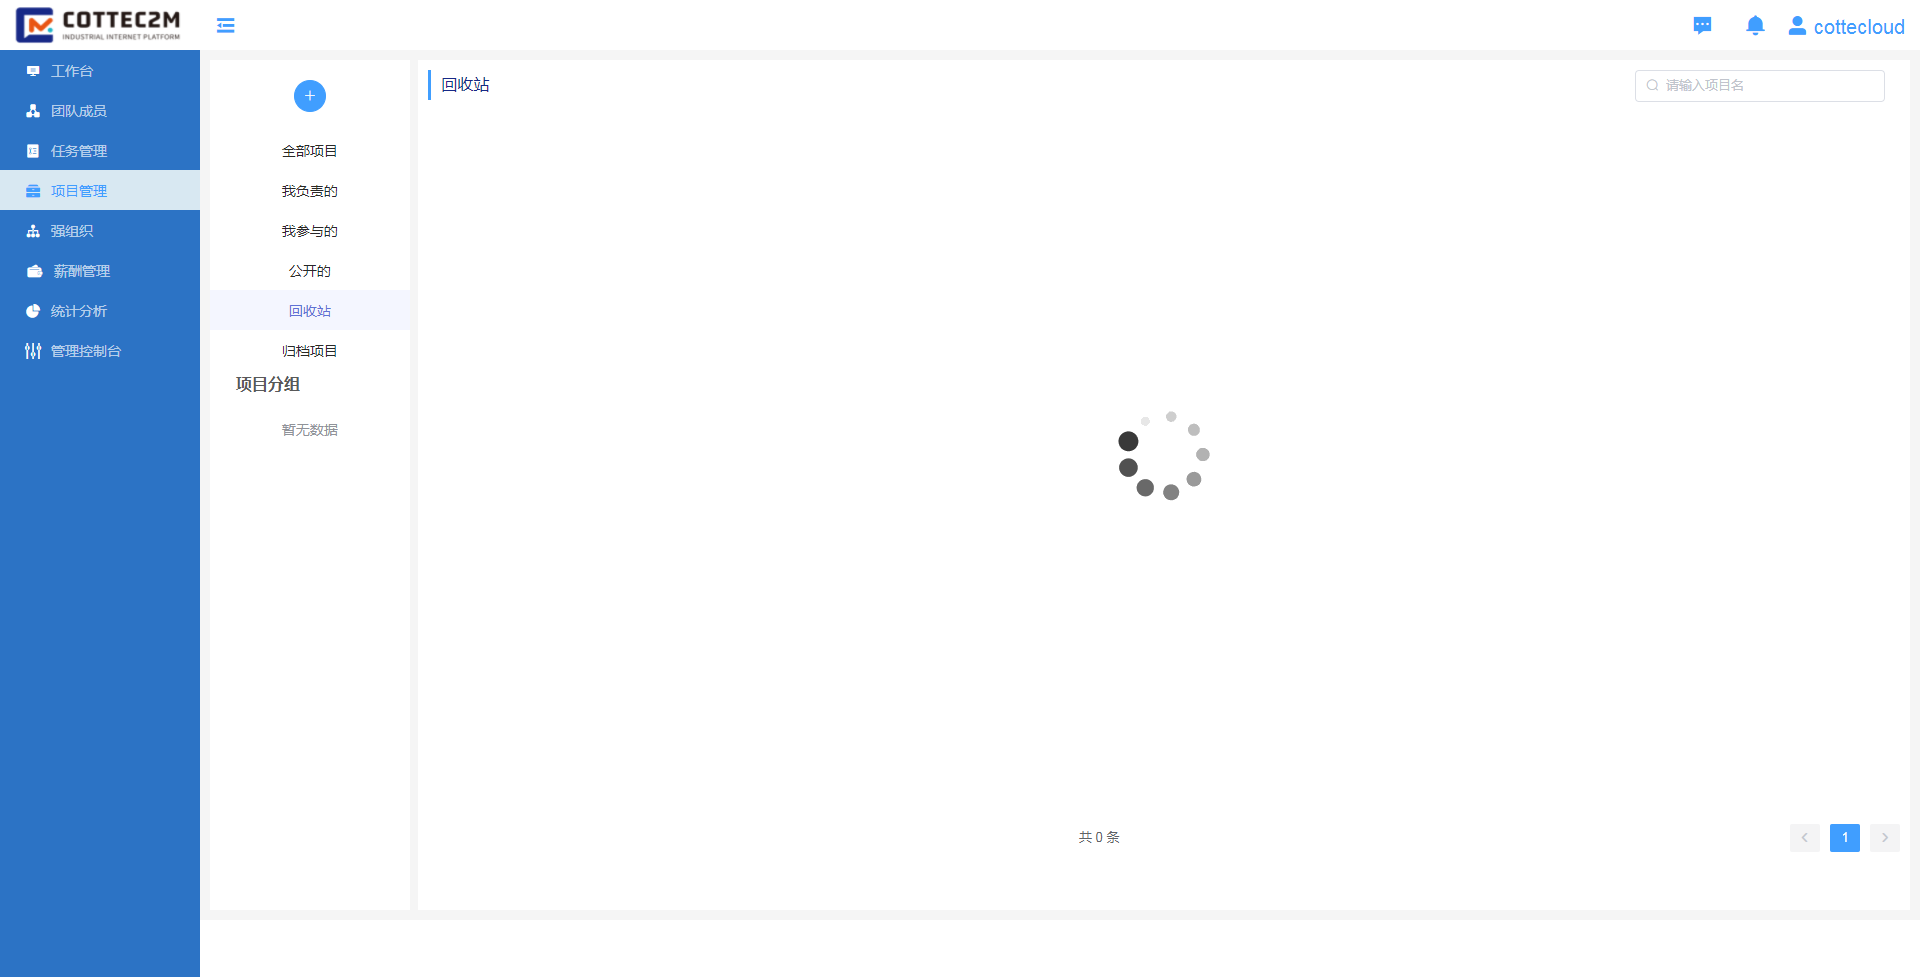 COTTEC2M
INDUSTRIAL INTERNET PLATFORM
cottecloud
工作台
团队成员
任务管理
项目管理
强组织
薪酬管理
统计分析
管理控制台
全部项目
我负责的
我参与的
公开的
回收站
归档项目
项目分组
暂无数据
回收站
请输入项目名
共 0 条
1